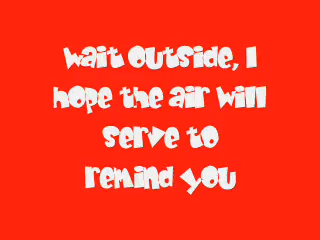 wait outside, I
hope the air will
serve to
remind you